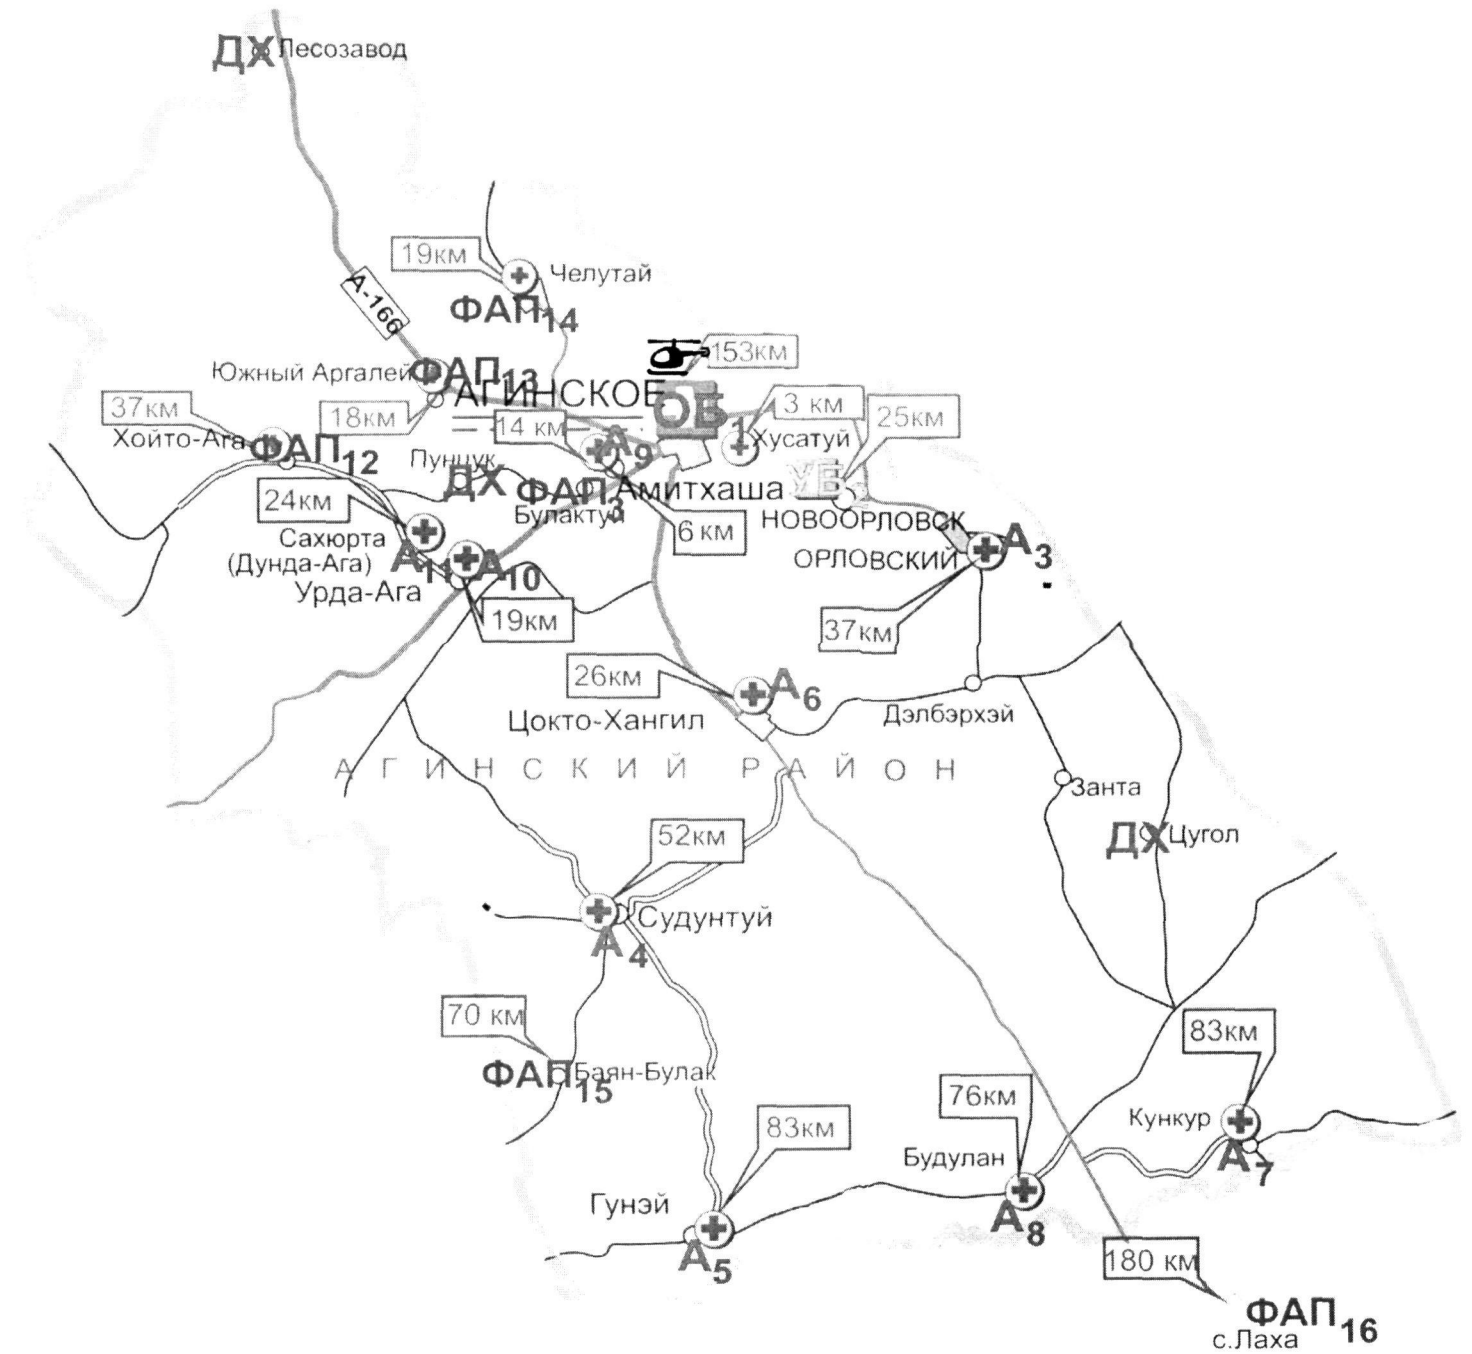 ДХ Лесозавод
19км
Челутай
ФАП14
А-166
153км
Южный Аргалей
ФАП13
АГИНСКОЕ
ОБ
37км
18км
14 км
3 км
25км
Хойто-Ага
ФАП12
А9
1
Хусатуй
Пунцук
ДХ
ФАП3
Амитхаша
УБ
24км
Булактуй
НОВООРЛОВСК
6 км
Сахюрта
(Дунда-Ага)
ОРЛОВСКИЙ
А3
А11
А10
Урда-Ага
19км
37км
26км
А6
Цокто-Хангил
Дэлбэрхэй
АГИНСКИЙ РАЙОН
Занта
52км
ДХ Цугол
Судунтуй
А4
70 км
83км
ФАП15
Баян-Булак
76км
83км
Кункур
Будулан
А7
Гунэй
А8
А5
180 км
ФАП16
с.Лаха